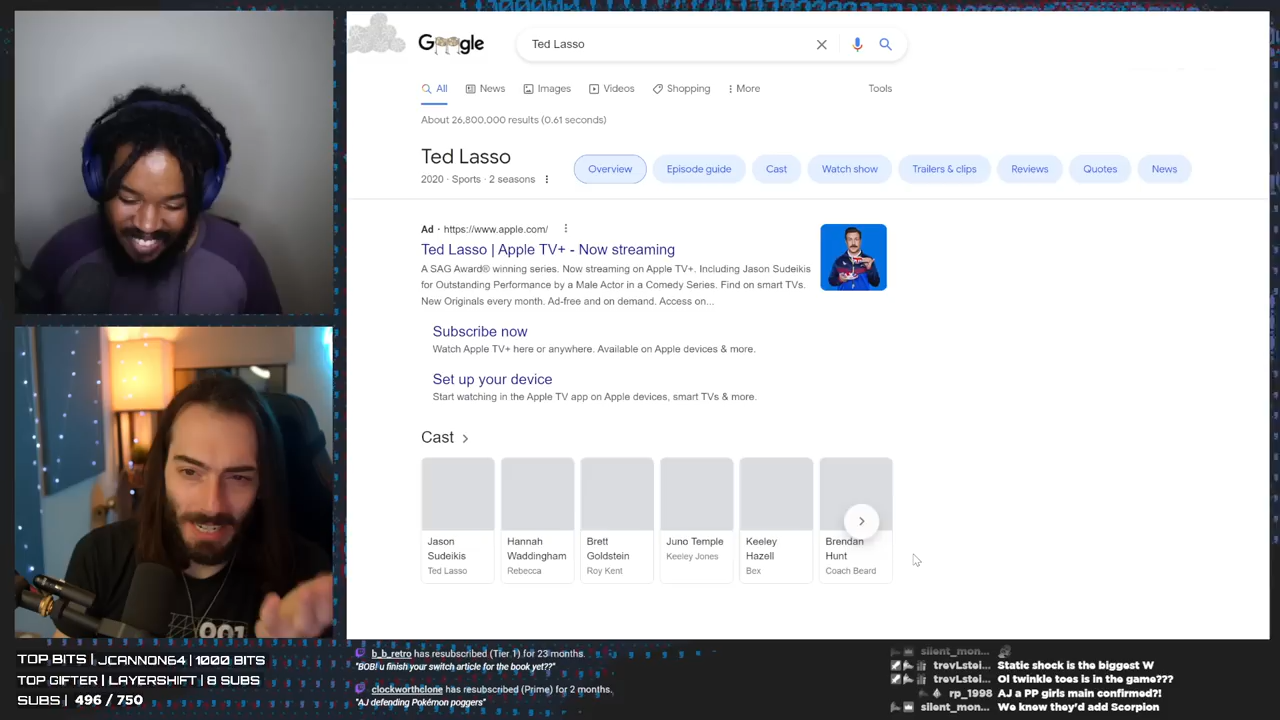 Google
Ted Lasso
All News Images Videos Shopping More Tools
About 26,800,000 results (0.61 seconds)
Ted Lasso
2020 · Sports · 2 seasons
Overview Episode guide Cast Watch show Trailers & clips Reviews Quotes News
Ad · https://www.apple.com/
Ted Lasso | Apple TV+ - Now streaming
A SAG Award® winning series. Now streaming on Apple TV+. Including Jason Sudeikis
for Outstanding Performance by a Male Actor in a Comedy Series. Find on smart TVs.
New Originals every month. Ad-free and on demand. Access on...
Subscribe now
Watch Apple TV+ here or anywhere. Available on Apple devices & more.
Set up your device
Start watching in the Apple TV app on Apple devices, smart TVs & more.
Cast
Jason
Sudeikis
Ted Lasso
Hannah
Waddingham
Rebecca
Brett
Goldstein
Roy Kent
Juno Temple
Keeley Jones
Keeley
Hazell
Bex
Brendan
Hunt
Coach Beard
TOP BITS | JCANNON64 | 1000 BITS
TOP GIFTER | LAYERSHIFT | 8 SUBS
SUBS | 496 / 750
b_b_retro has resubscribed (Tier 1) for 23 months.
"BOB! u finish your switch article for the book yet??"
clockworthclone has resubscribed (Prime) for 2 months.
"AJ defending Pokémon poggers"
silent_mon...
trevLstei... Static shock is the biggest W
trevLstei... Ol twinkle toes is in the game???
rp_1998 AJ a PP girls main confirmed?!
silent_mon... We knew they'd add Scorpion